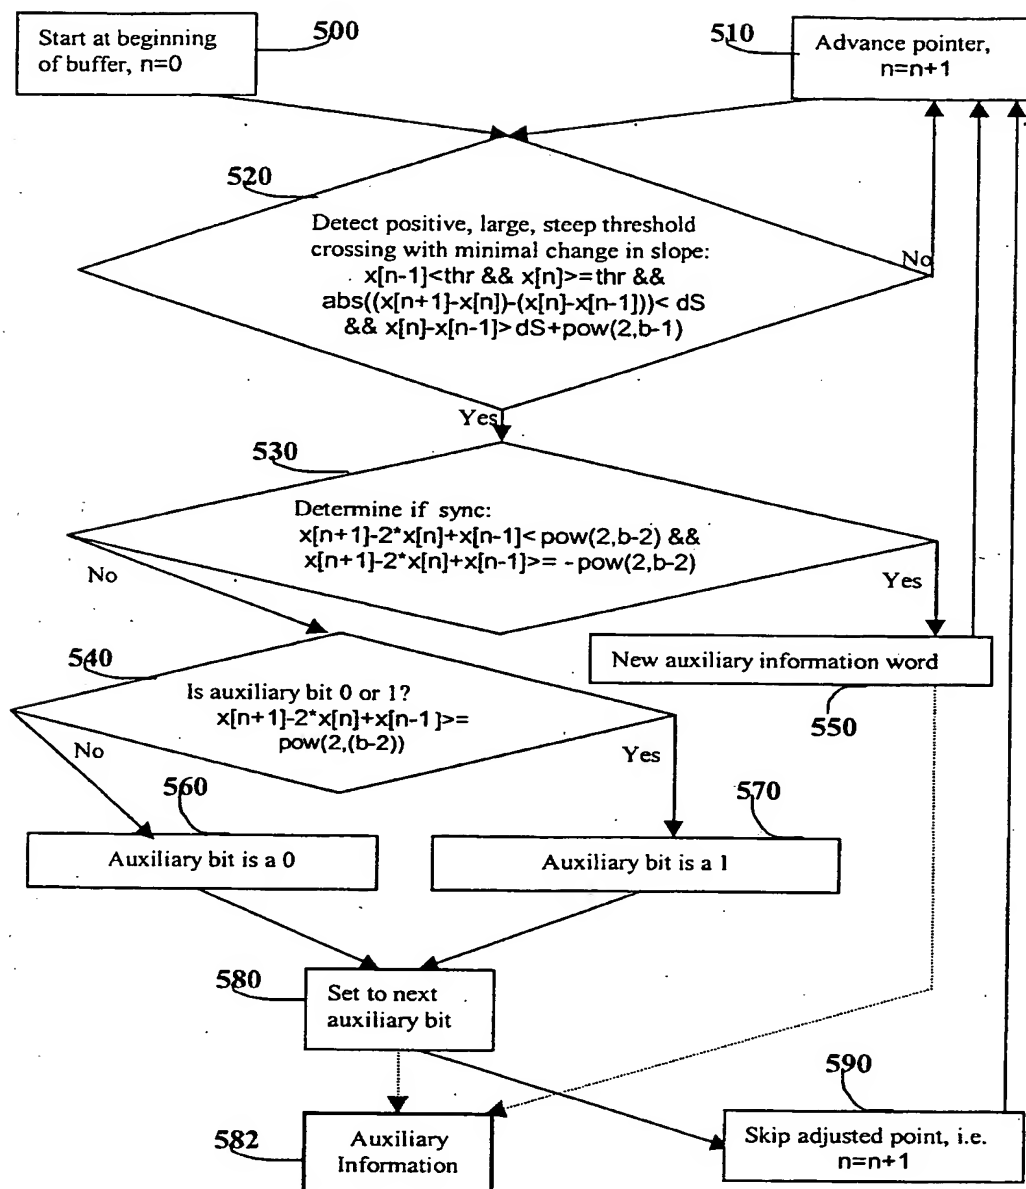 Start at beginning
of buffer, n=0
500
510
Advance pointer,
n=n+1
520
Detect positive, large, steep threshold
crossing with minimal change in slope:
x[n-1]<thr && x[n]>=thr &&
abs((x[n+1]-x[n])-(x[n]-x[n-1]))< dS
&& x[n]-x[n-1]>dS+pow(2,b-1)
No
Yes
530
Determine if sync:
x[n+1]-2*x[n]+x[n-1]<pow(2,b-2) &&
x[n+1]-2*x[n]+x[n-1]>= -pow(2,b-2)
No
Yes
540
Is auxiliary bit 0 or 1?
x[n+1]-2*x[n]+x[n-1]>=
pow(2,(b-2))
New auxiliary information word
550
No
Yes
560
570
Auxiliary bit is a 0
Auxiliary bit is a 1
580
Set to next
auxiliary bit
590
582
Auxiliary
Information
Skip adjusted point, i.e.
n=n+1